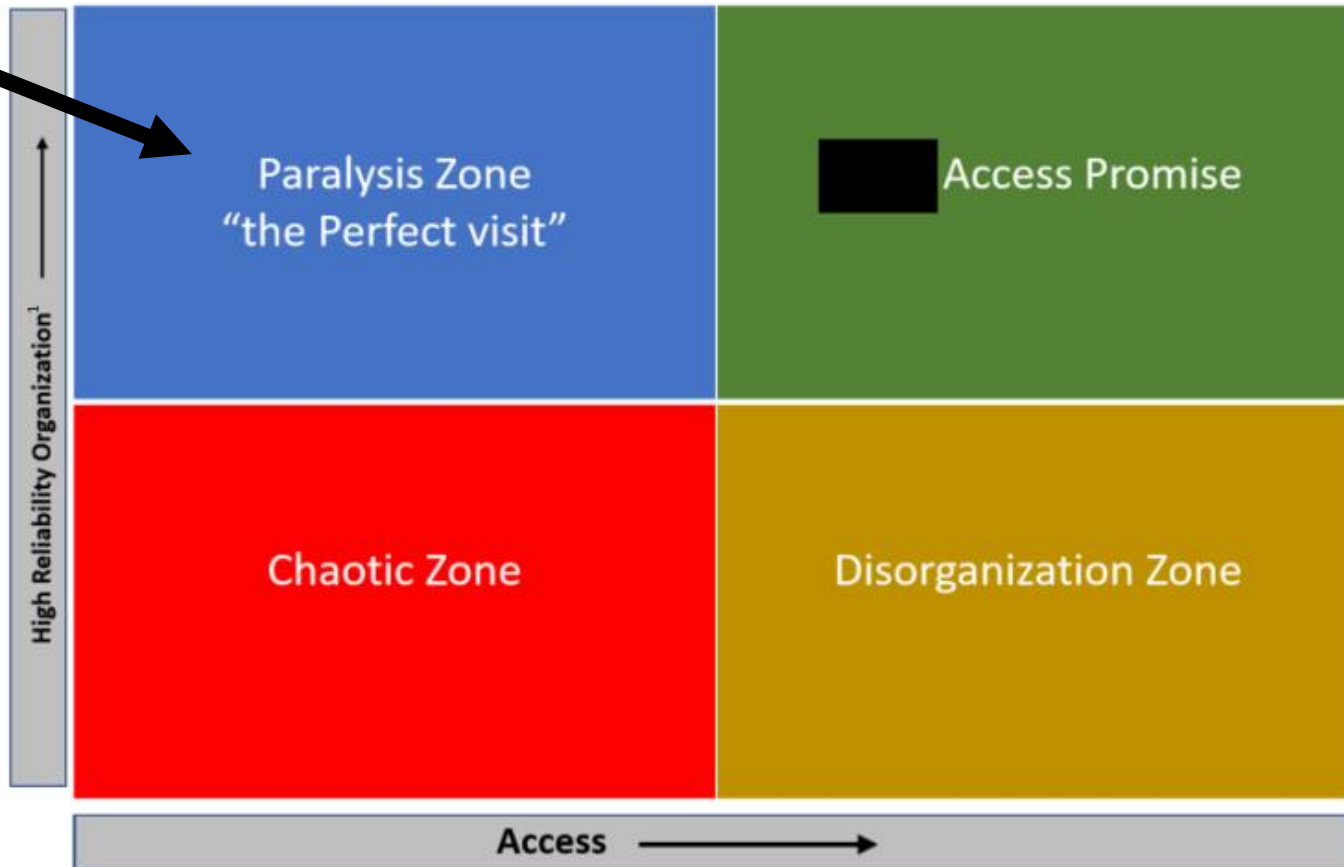 Paralysis Zone
“the Perfect visit”
Access Promise
High Reliability Organization¹
Chaotic Zone
Disorganization Zone
Access